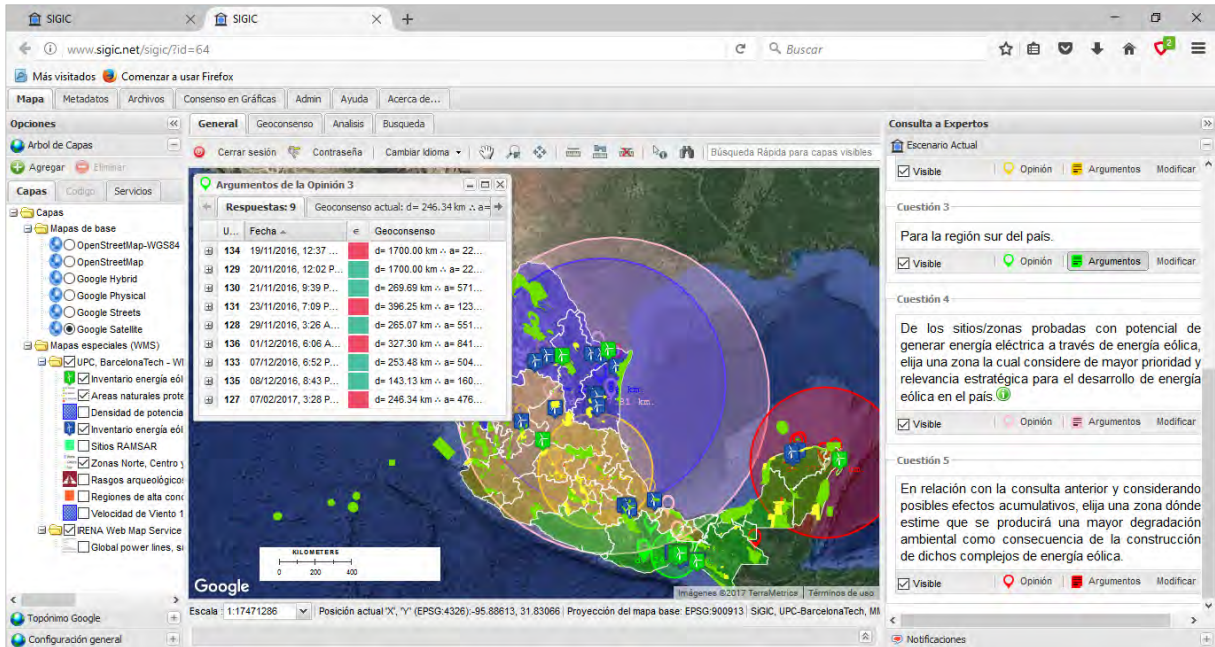 SIGIC
SIGIC
www.sigic.net/sigic/?id=64
Buscar
2
Más visitados Comenzar a usar Firefox
Mapa Metadatos Archivos Consenso en Gráficas Admin Ayuda Acerca de...
Opciones
Arbol de Capas
Agregar Eliminar
Capas Codigo Servicios
Capas
Mapas de base
OpenStreetMap-WGS84
OpenStreetMap
Google Hybrid
Google Physical
Google Streets
Google Satellite
Mapas especiales (WMS)
UPC, BarcelonaTech - WI
Inventario energía eól
Areas naturales prote
Densidad de potencia
Inventario energía eól
Sitios RAMSAR
Zonas Norte, Centro y
Rasgos arqueológicos
Regiones de alta conc
Velocidad de Viento 1
IRENA Web Map Service
Global power lines, s
Topónimo Google
Configuración general
General Geoconsenso Analisis Busqueda
Cerrar sesión Contraseña Cambiar Idioma Búsqueda Rápida para capas visibles
Argumentos de la Opinión 3
Respuestas: 9 Geoconsenso actual: d= 246.34 km ∴ a=
U... Fecha ∈ Geoconsenso
134 19/11/2016, 12:37 ... d= 1700.00 km ∴ a= 22...
129 20/11/2016, 12:02 P... d= 1700.00 km ∴ a= 22...
130 21/11/2016, 9:39 P... d= 269.69 km ∴ a= 571...
131 23/11/2016, 7:09 P... d= 396.25 km ∴ a= 123...
128 29/11/2016, 3:26 A... d= 265.07 km ∴ a= 551...
136 01/12/2016, 6:06 A... d= 327.30 km ∴ a= 841...
133 07/12/2016, 6:52 P... d= 253.48 km ∴ a= 504...
135 08/12/2016, 8:43 P... d= 143.13 km ∴ a= 160...
127 07/02/2017, 3:28 P... d= 246.34 km ∴ a= 476...
km
km.
KILOMETERS
0 200 400
Google
Imágenes ©2017 TerraMetrics Términos de uso
Escala : 1:17471286 Posición actual 'X', 'Y' (EPSG:4326):-95.88613, 31.83066 Proyección del mapa base: EPSG:900913 SIGIC, UPC-BarcelonaTech, MI
Consulta a Expertos
Escenario Actual
Visible Opinión Argumentos Modificar
Cuestión 3
Para la región sur del país.
Visible Opinión Argumentos Modificar
Cuestión 4
De los sitios/zonas probadas con potencial de
generar energía eléctrica a través de energía eólica,
elija una zona la cual considere de mayor prioridad y
relevancia estratégica para el desarrollo de energía
eólica en el país.
Visible Opinión Argumentos Modificar
Cuestión 5
En relación con la consulta anterior y considerando
posibles efectos acumulativos, elija una zona dónde
estime que se producirá una mayor degradación
ambiental como consecuencia de la construcción
de dichos complejos de energía eólica.
Visible Opinión Argumentos Modificar
Notificaciones